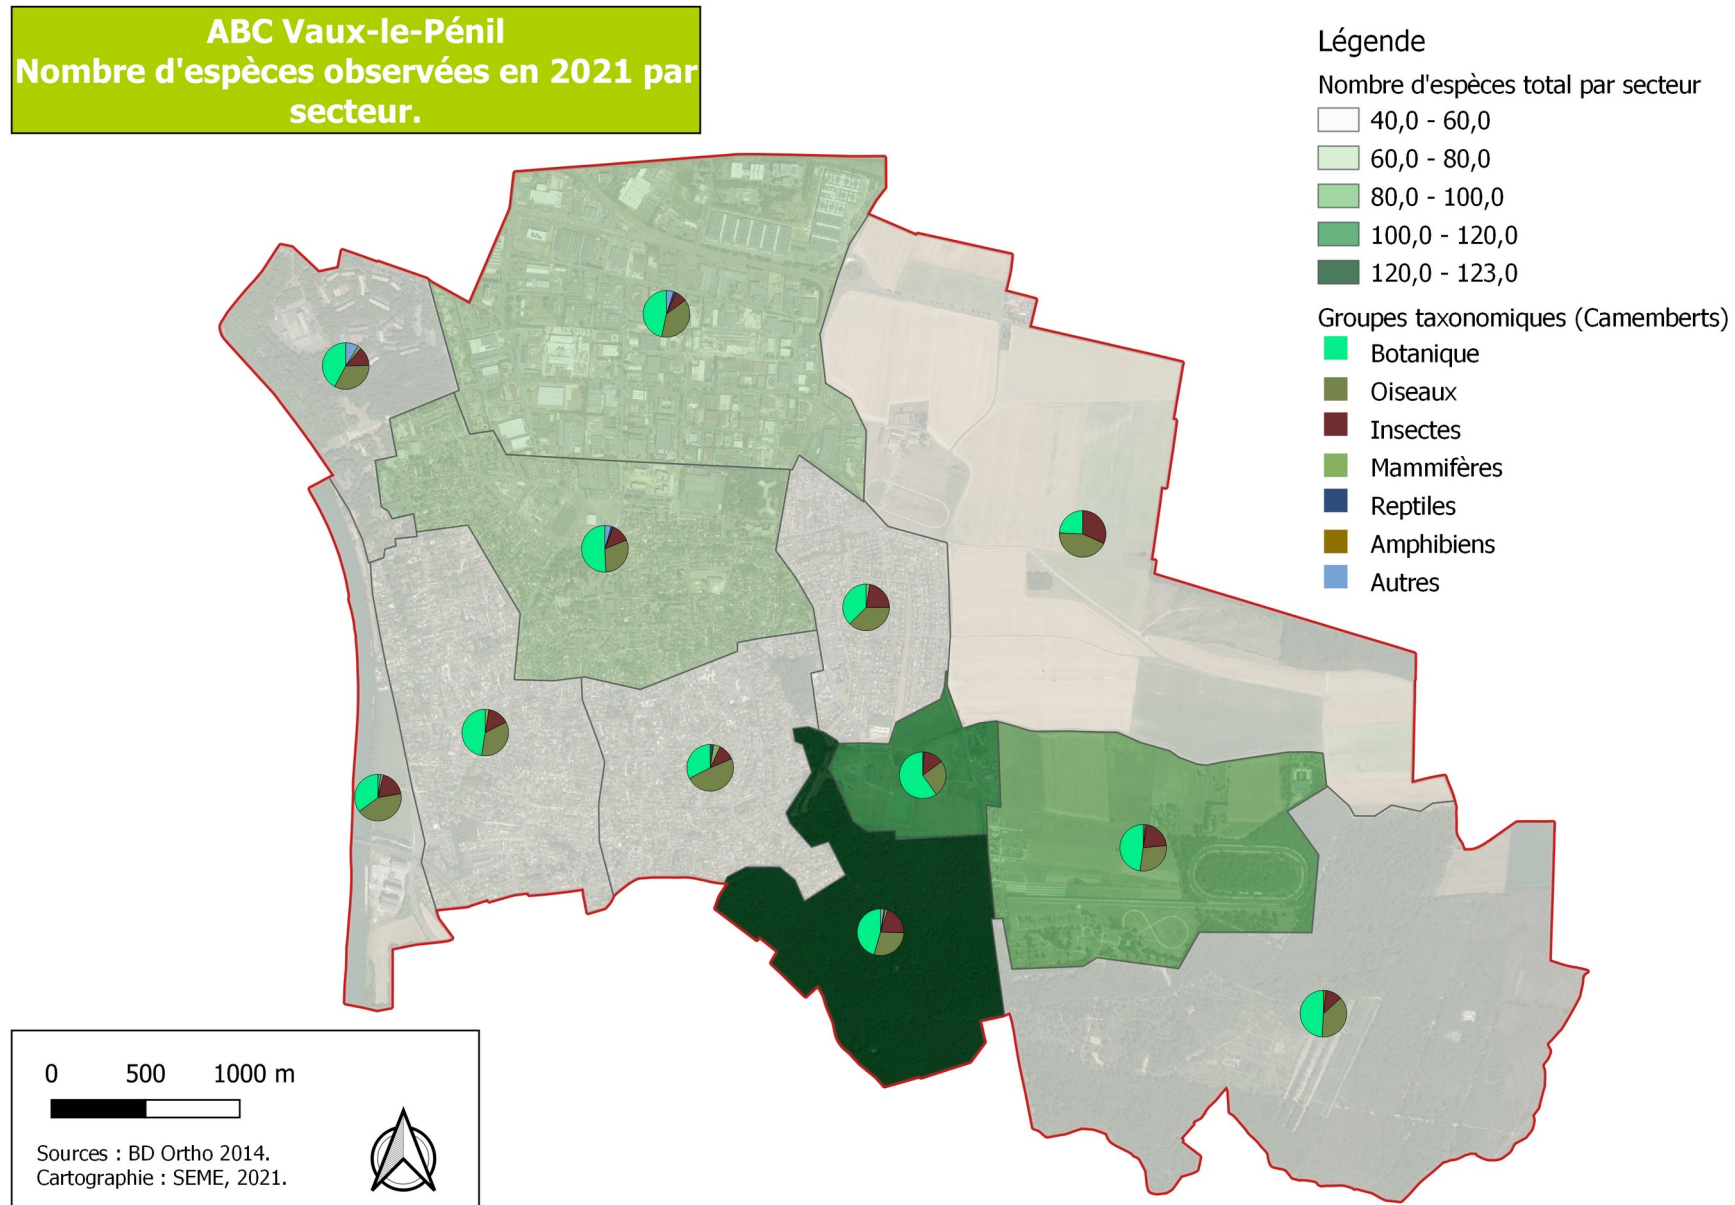 ABC Vaux-le-Pénil
Nombre d'espèces observées en 2021 par
secteur.
Légende
Nombre d'espèces total par secteur
40,0 - 60,0
60,0 - 80,0
80,0 - 100,0
100,0 - 120,0
120,0 - 123,0
Groupes taxonomiques (Camemberts)
Botanique
Oiseaux
Insectes
Mammifères
Reptiles
Amphibiens
Autres
0 500 1000 m
Sources : BD Ortho 2014.
Cartographie : SEME, 2021.